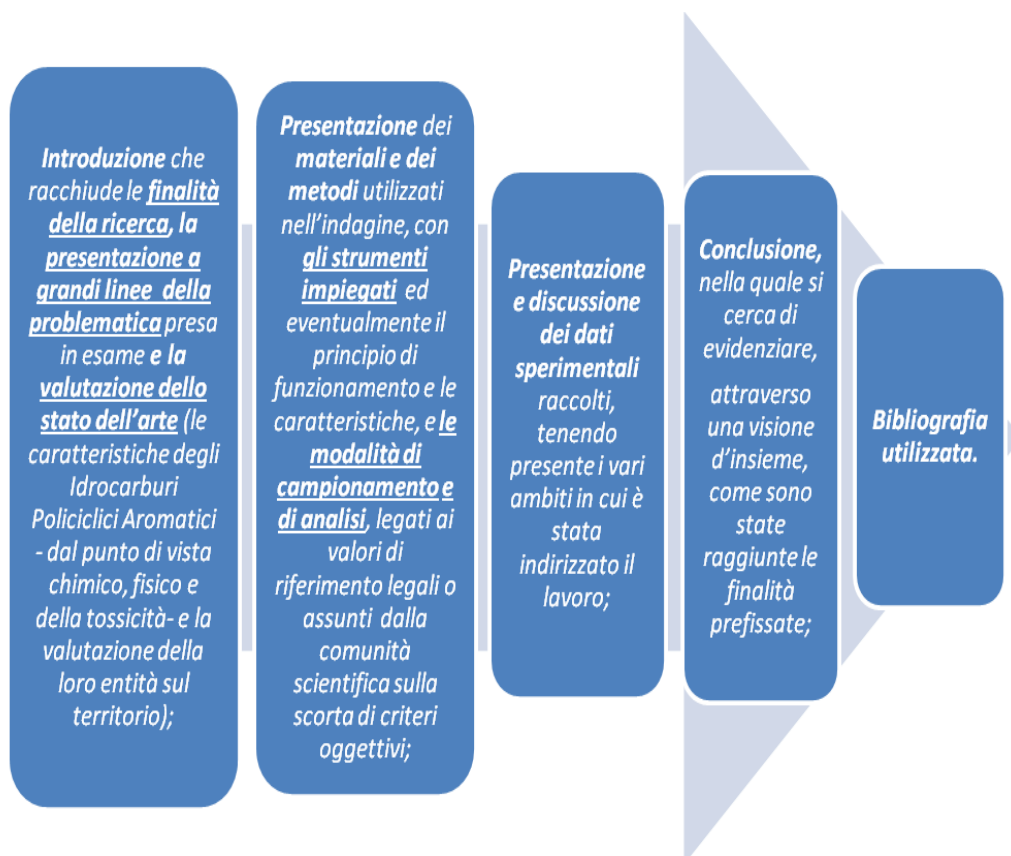 Introduzione che
racchiude le finalità
della ricerca, la
presentazione a
grandi linee della
problematica presa
in esame e la
valutazione dello
stato dell’arte (le
caratteristiche degli
Idrocarburi
Policiclici Aromatici
- dal punto di vista
chimico, fisico e
della tossicità- e la
valutazione della
loro entità sul
territorio);
Presentazione dei
materiali e dei
metodi utilizzati
nell’indagine, con
gli strumenti
impiegati ed
eventualmente il
principio di
funzionamento e le
caratteristiche, e le
modalità di
campionamento e
di analisi, legati ai
valori di
riferimento legali o
assunti dalla
comunità
scientifica sulla
scorta di criteri
oggettivi;
Presentazione
e discussione
dei dati
sperimentali
raccolti,
tenendo
presente i vari
ambiti in cui è
stata
indirizzato il
lavoro;
Conclusione,
nella quale si
cerca di
evidenziare,
attraverso
una visione
d’insieme,
come sono
state
raggiunte le
finalità
prefissate;
Bibliografia
utilizzata.